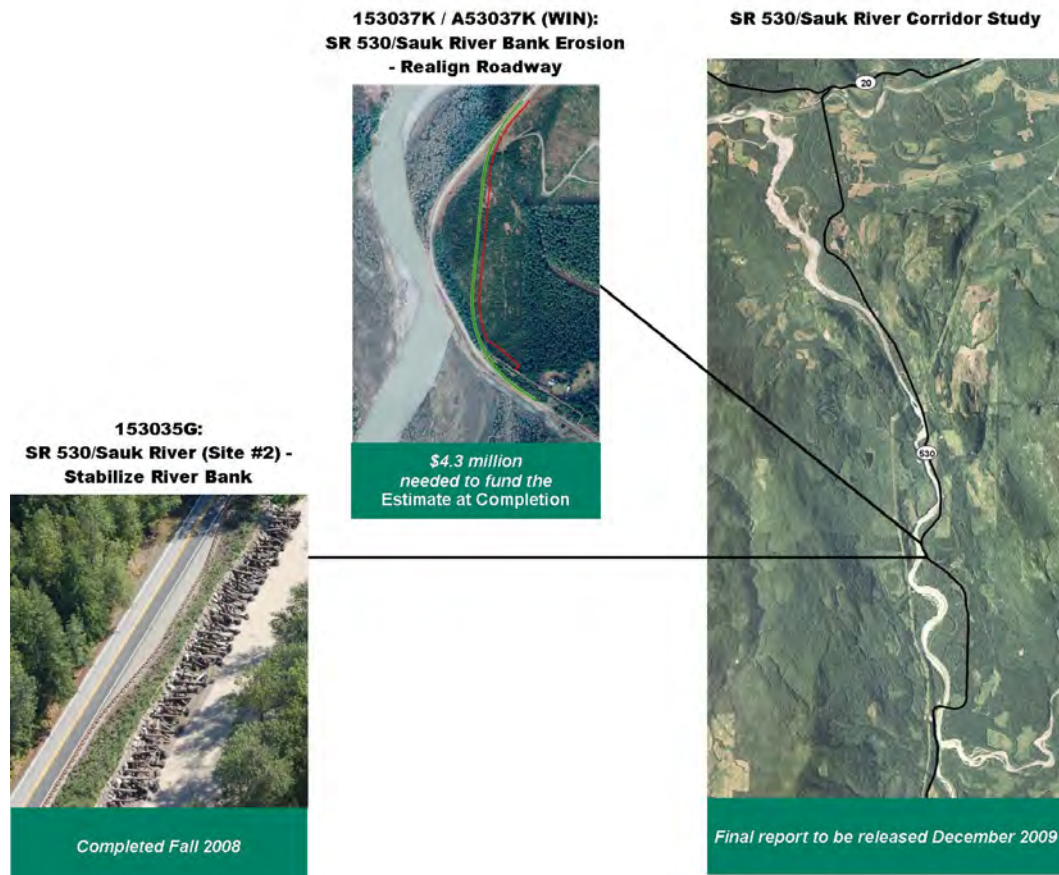 153037K / A53037K (WIN):
SR 530/Sauk River Bank Erosion
- Realign Roadway
SR 530/Sauk River Corridor Study
20
530
$4.3 million
needed to fund the
Estimate at Completion
153035G:
SR 530/Sauk River (Site #2) -
Stabilize River Bank
Completed Fall 2008
Final report to be released December 2009